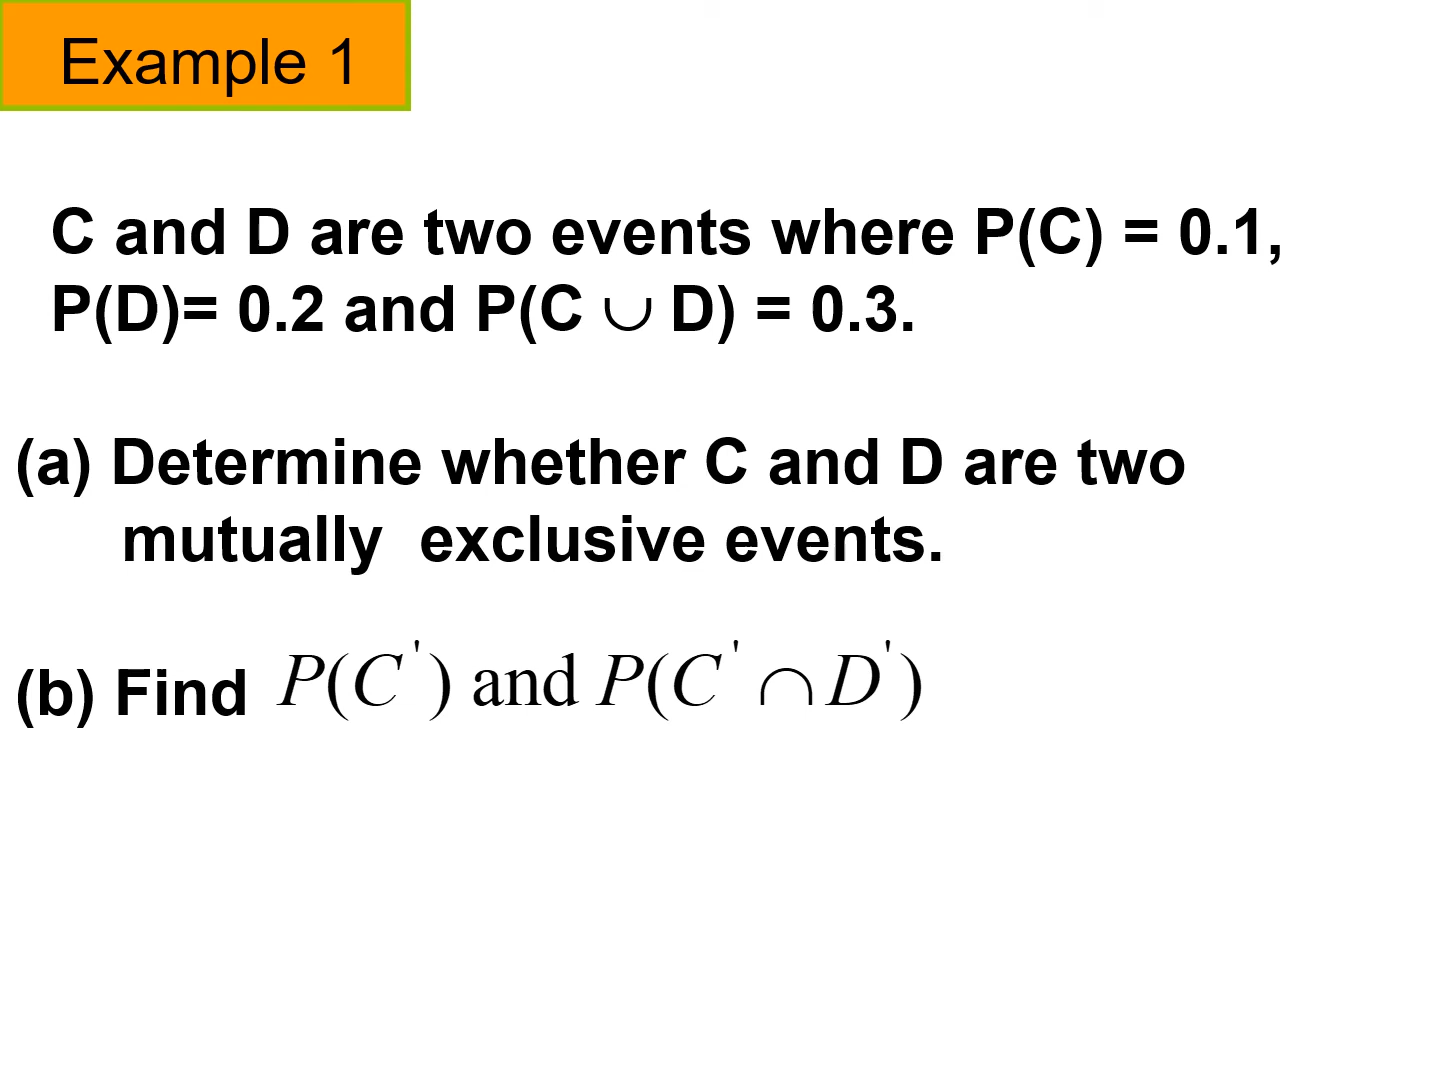 Example 1
C and D are two events where P(C) = 0.1,
P(D)= 0.2 and P(C ∪ D) = 0.3.
(a) Determine whether C and D are two
mutually exclusive events.
(b) Find P(C') and P(C' ∩ D')